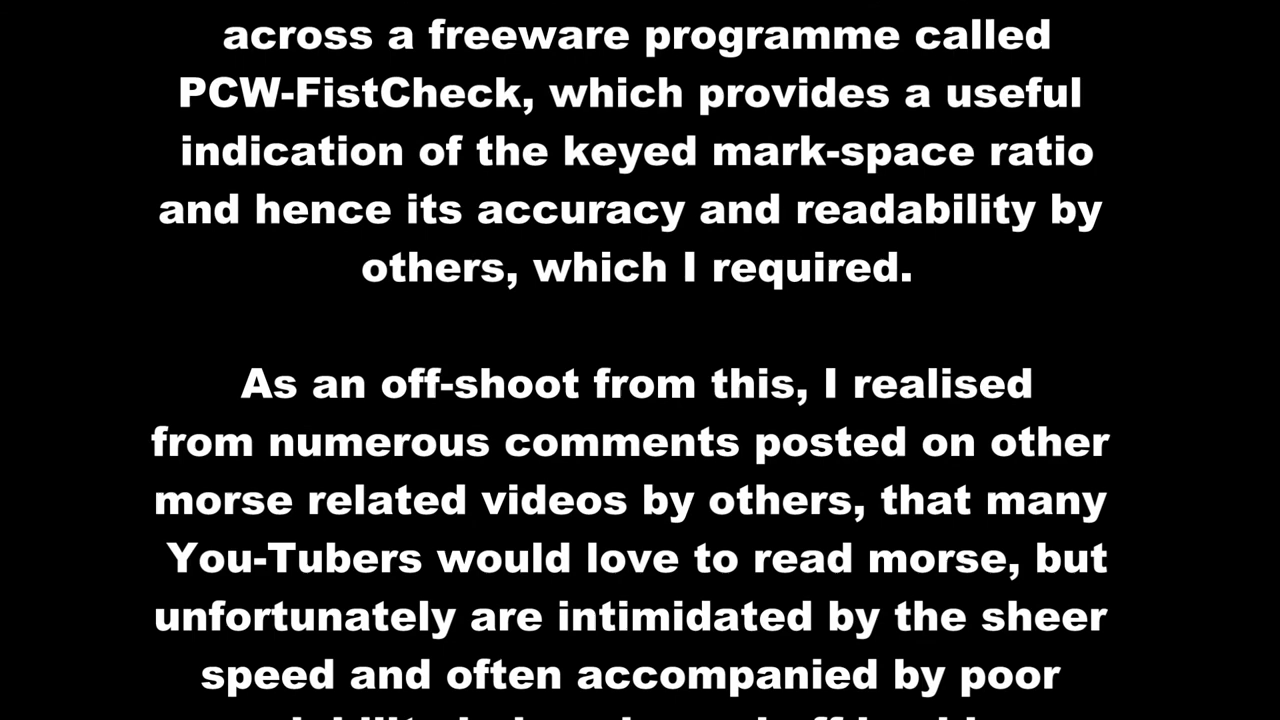 across a freeware programme called
PCW-FistCheck, which provides a useful
indication of the keyed mark-space ratio
and hence its accuracy and readability by
others, which I required.
As an off-shoot from this, I realised
from numerous comments posted on other
morse related videos by others, that many
You-Tubers would love to read morse, but
unfortunately are intimidated by the sheer
speed and often accompanied by poor